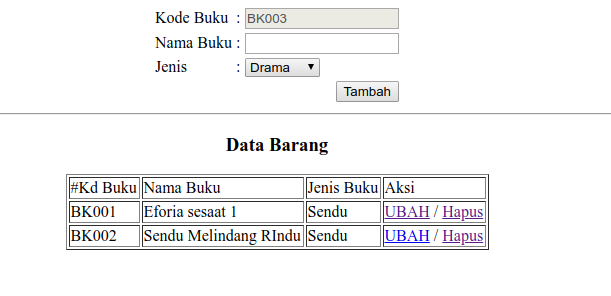 Kode Buku : BK003
Nama Buku :
Jenis : Drama
Tambah
Data Barang
#Kd Buku Nama Buku Jenis Buku Aksi
BK001 Eforia sesaat 1 Sendu UBAH / Hapus
BK002 Sendu Melindang RIndu Sendu UBAH / Hapus